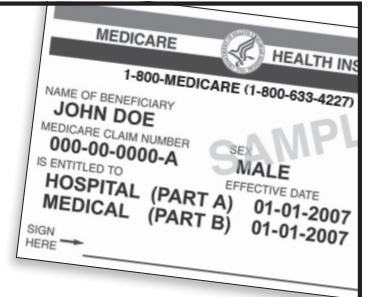 MEDICARE HEALTH INS
1-800-MEDICARE (1-800-633-4227)
NAME OF BENEFICIARY
JOHN DOE
MEDICARE CLAIM NUMBER SEX
000-00-0000-A MALE
IS ENTITLED TO EFFECTIVE DATE
HOSPITAL (PART A) 01-01-2007
MEDICAL (PART B) 01-01-2007
SIGN
HERE
SAMPL